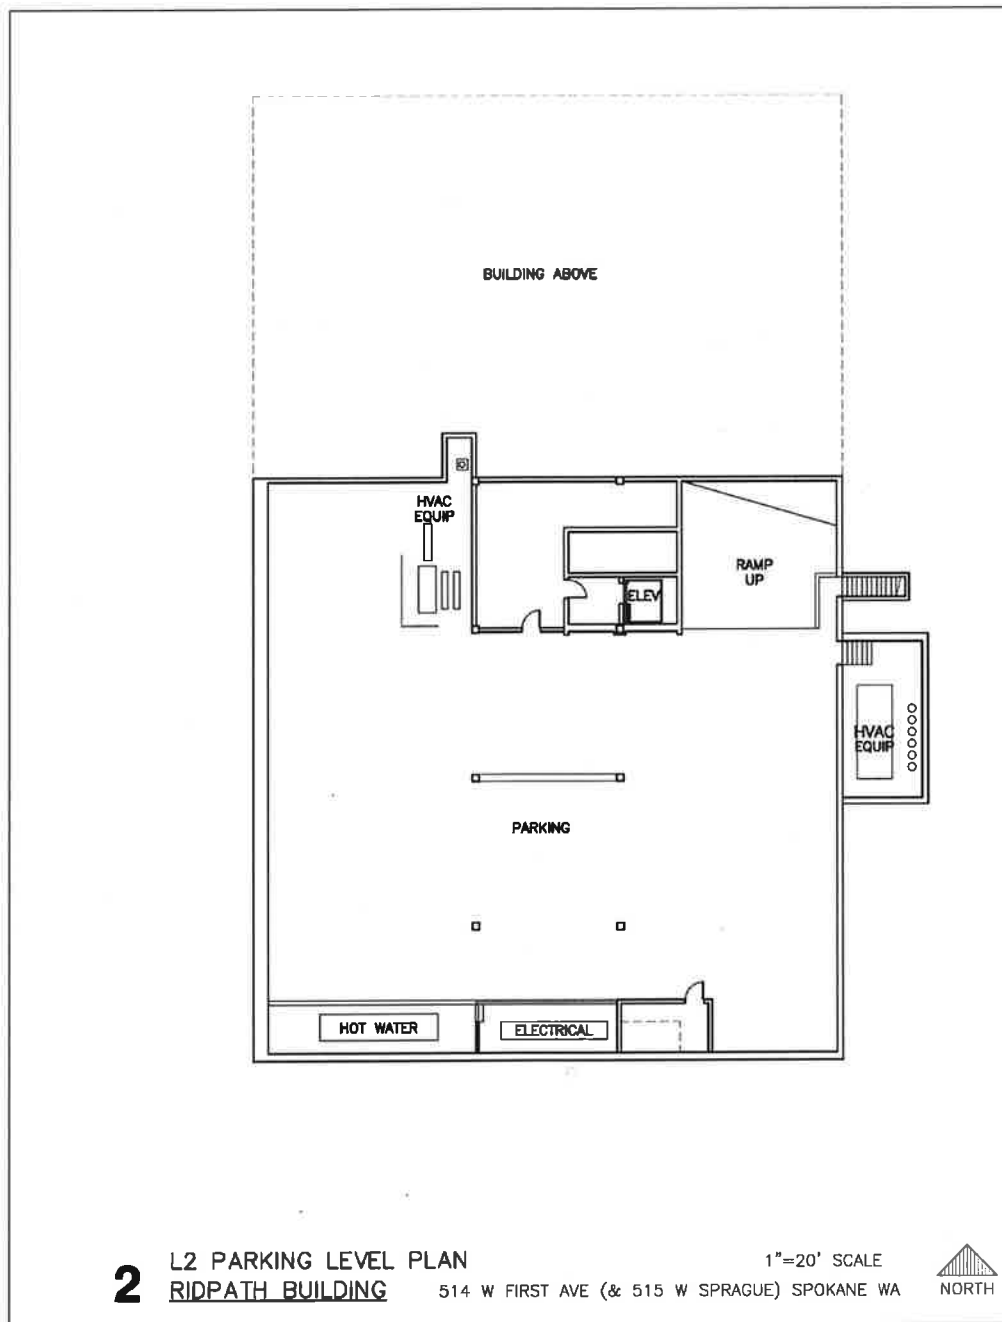 BUILDING ABOVE
HVAC
EQUIP
RAMP
UP
ELEV
HVAC
EQUIP
PARKING
HOT WATER
ELECTRICAL
2
L2 PARKING LEVEL PLAN
RIDPATH BUILDING
1"=20' SCALE
514 W FIRST AVE (& 515 W SPRAGUE) SPOKANE WA
NORTH